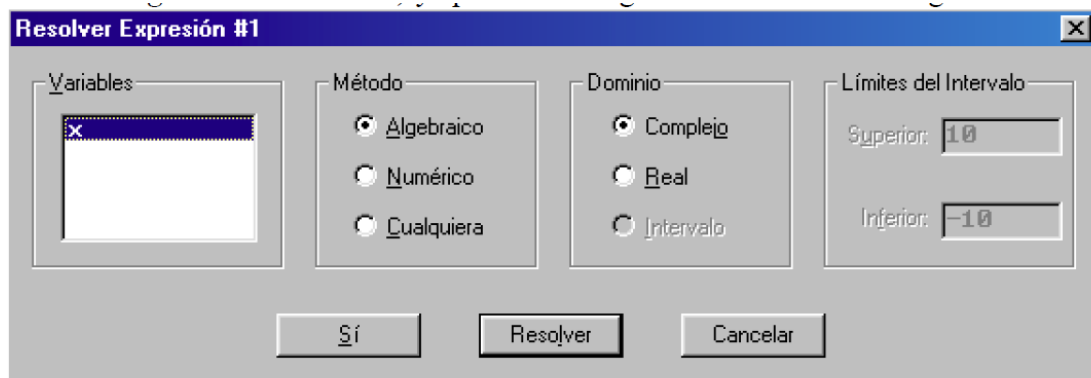 Resolver Expresión #1
Variables
x
Método
Algebraico
Numérico
Cualquiera
Dominio
Complejo
Real
Intervalo
Límites del Intervalo
Superior: 10
Inferior: -10
Sí Resolver Cancelar